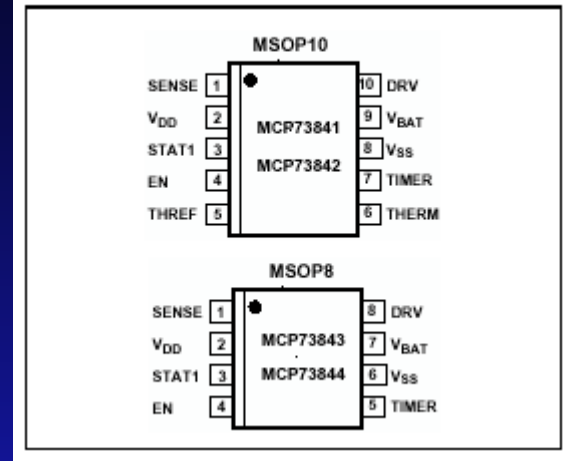 MSOP10
SENSE 1 10 DRV
VDD 2 9 VBAT
MCP73841
STAT1 3 8 VSS
MCP73842
EN 4 7 TIMER
THREF 5 6 THERM
MSOP8
SENSE 1 8 DRV
VDD 2 MCP73843 7 VBAT
STAT1 3 MCP73844 6 VSS
EN 4 5 TIMER